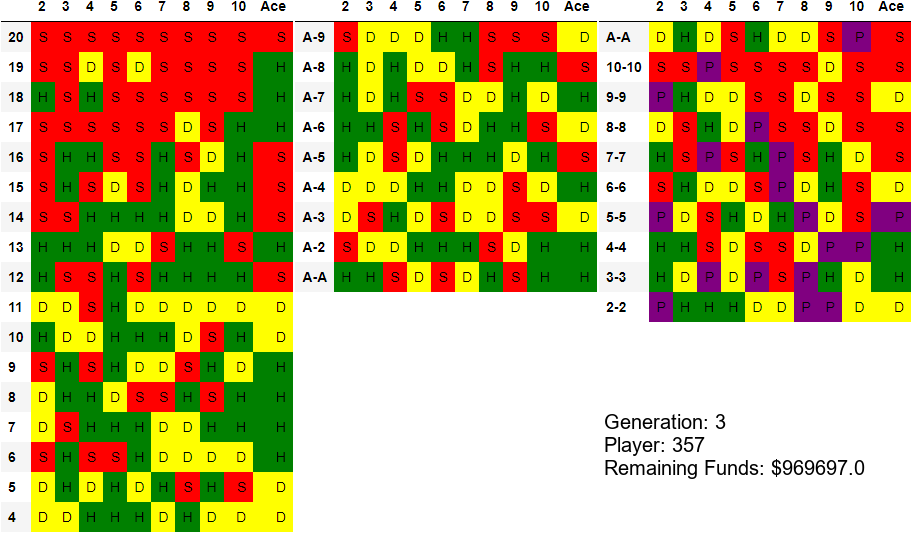 2 3 4 5 6 7 8 9 10 Ace
20 S S S S S S S S S S
19 S S D S D S S S S H
18 H S H S S S S S S H
17 S S S S S S D S H H
16 S H H S S H S D H S
15 S H S D S H D H H S
14 S S H H H H D D H S
13 H H H D D S H H S H
12 H S S H S H H H H S
11 D D S H D D D D D D
10 H D D H H H D S H D
9 S H S H D D S H D H
8 D H H D S S H S H H
7 D S H H H D D H H H
6 S H S S H D D D D H
5 D H D H D H S H S D
4 D D H H H D H D D D
2 3 4 5 6 7 8 9 10 Ace
A-9 S D D D H H S S S D
A-8 H D H D D H S H H S
A-7 H D H S S D D H D H
A-6 H H S H S D H H S D
A-5 H D S D H H H D H S
A-4 D D D H H D D S D H
A-3 D S H D S D D S S D
A-2 S D D H H H S D H H
A-A H H S D S D H S H H
2 3 4 5 6 7 8 9 10 Ace
A-A D H D S H D D S P S
10-10 S S P S S S S D S S
9-9 P H D D S S D S S D
8-8 D S H D P S S D S S
7-7 H S P S H P S H D S
6-6 S H D D S P D H S D
5-5 P D S H D H P D S P
4-4 H H S D S S D P P H
3-3 H D P D P S P H D H
2-2 P H H H D D P P D D
Generation: 3
Player: 357
Remaining Funds: $969697.0